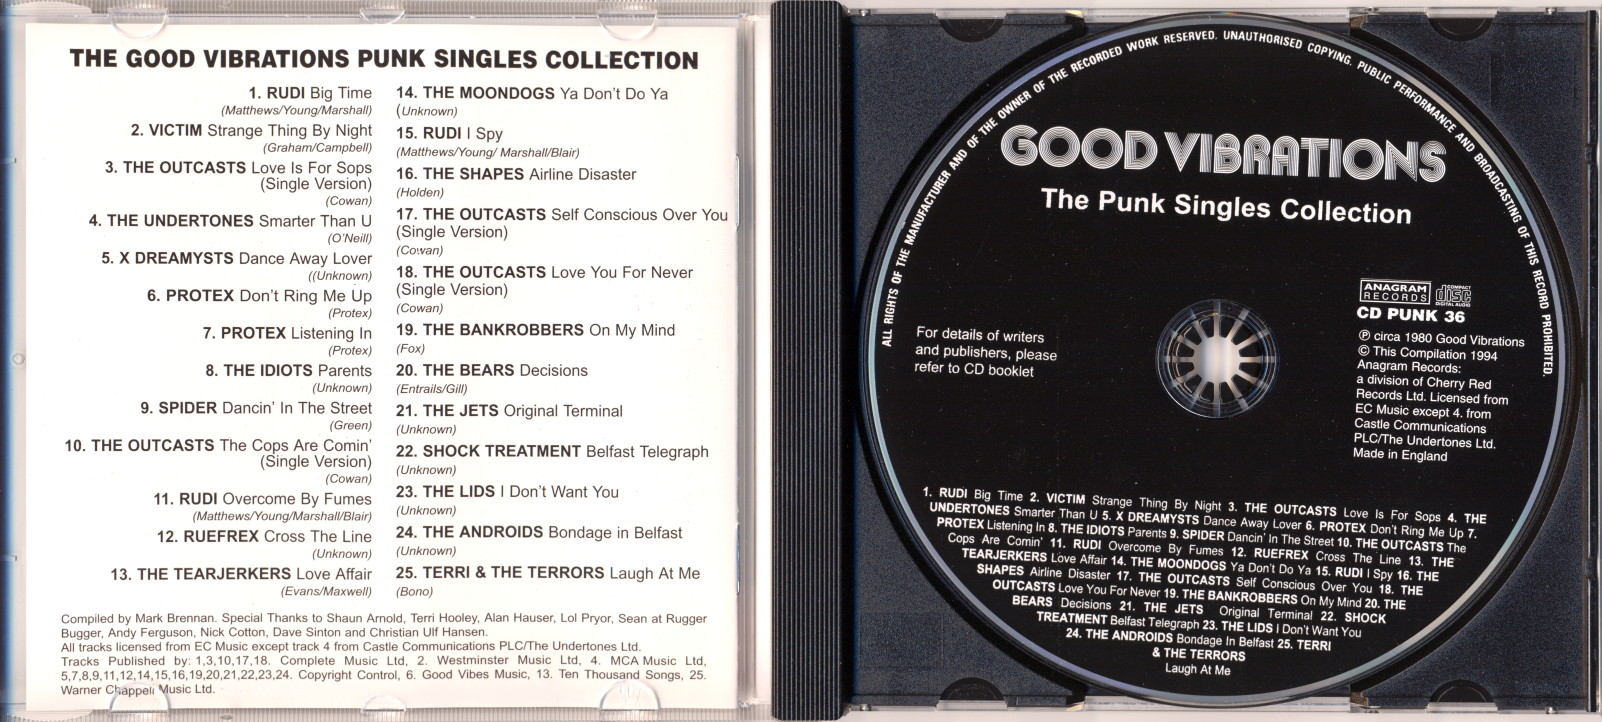 THE GOOD VIBRATIONS PUNK SINGLES COLLECTION
1. RUDI Big Time
(Matthews/Young/Marshall)
2. VICTIM Strange Thing By Night
(Graham/Campbell)
3. THE OUTCASTS Love Is For Sops
(Single Version)
(Cowan)
4. THE UNDERTONES Smarter Than U
(O'Neill)
5. X DREAMYSTS Dance Away Lover
((Unknown)
6. PROTEX Don't Ring Me Up
(Protex)
7. PROTEX Listening In
(Protex)
8. THE IDIOTS Parents
(Unknown)
9. SPIDER Dancin' In The Street
(Green)
10. THE OUTCASTS The Cops Are Comin'
(Single Version)
(Cowan)
11. RUDI Overcome By Fumes
(Matthews/Young/Marshall/Blair)
12. RUEFREX Cross The Line
(Unknown)
13. THE TEARJERKERS Love Affair
(Evans/Maxwell)
14. THE MOONDOGS Ya Don't Do Ya
(Unknown)
15. RUDI I Spy
(Matthews/Young/ Marshall/Blair)
16. THE SHAPES Airline Disaster
(Holden)
17. THE OUTCASTS Self Conscious Over You
(Single Version)
(Cowan)
18. THE OUTCASTS Love You For Never
(Single Version)
(Cowan)
19. THE BANKROBBERS On My Mind
(Fox)
20. THE BEARS Decisions
(Entrails/Gill)
21. THE JETS Original Terminal
(Unknown)
22. SHOCK TREATMENT Belfast Telegraph
(Unknown)
23. THE LIDS I Don't Want You
(Unknown)
24. THE ANDROIDS Bondage in Belfast
(Unknown)
25. TERRI & THE TERRORS Laugh At Me
(Bono)
Compiled by Mark Brennan. Special Thanks to Shaun Arnold, Terri Hooley, Alan Hauser, Lol Pryor, Sean at Rugger
Bugger, Andy Ferguson, Nick Cotton, Dave Sinton and Christian Ulf Hansen.
All tracks licensed from EC Music except track 4 from Castle Communications PLC/The Undertones Ltd.
Tracks Published by: 1,3,10,17,18. Complete Music Ltd, 2. Westminster Music Ltd, 4. MCA Music Ltd,
5,7,8,9,11,12,14,15,16,19,20,21,22,23,24. Copyright Control, 6. Good Vibes Music, 13. Ten Thousand Songs, 25.
Warner Chappell Music Ltd.
ALL RIGHTS OF THE MANUFACTURER AND OF THE OWNER OF THE RECORDED WORK RESERVED. UNAUTHORISED COPYING. PUBLIC PERFORMANCE AND BROADCASTING OF THIS RECORD PROHIBITED.
GOOD VIBRATIONS
The Punk Singles Collection
For details of writers
and publishers, please
refer to CD booklet
ANAGRAM
RECORDS
COMPACT
disc
DIGITAL AUDIO
CD PUNK 36
℗ circa 1980 Good Vibrations
© This Compilation 1994
Anagram Records:
a division of Cherry Red
Records Ltd. Licensed from
EC Music except 4. from
Castle Communications
PLC/The Undertones Ltd.
Made in England
1. RUDI Big Time 2. VICTIM Strange Thing By Night 3. THE OUTCASTS Love Is For Sops 4. THE
UNDERTONES Smarter Than U 5. X DREAMYSTS Dance Away Lover 6. PROTEX Don't Ring Me Up 7.
PROTEX Listening In 8. THE IDIOTS Parents 9. SPIDER Dancin' In The Street 10. THE OUTCASTS The
Cops Are Comin' 11. RUDI Overcome By Fumes 12. RUEFREX Cross The Line 13. THE
TEARJERKERS Love Affair 14. THE MOONDOGS Ya Don't Do Ya 15. RUDI I Spy 16. THE
SHAPES Airline Disaster 17. THE OUTCASTS Self Conscious Over You 18. THE
OUTCASTS Love You For Never 19. THE BANKROBBERS On My Mind 20. THE
BEARS Decisions 21. THE JETS Original Terminal 22. SHOCK
TREATMENT Belfast Telegraph 23. THE LIDS I Don't Want You
24. THE ANDROIDS Bondage In Belfast 25. TERRI
& THE TERRORS
Laugh At Me